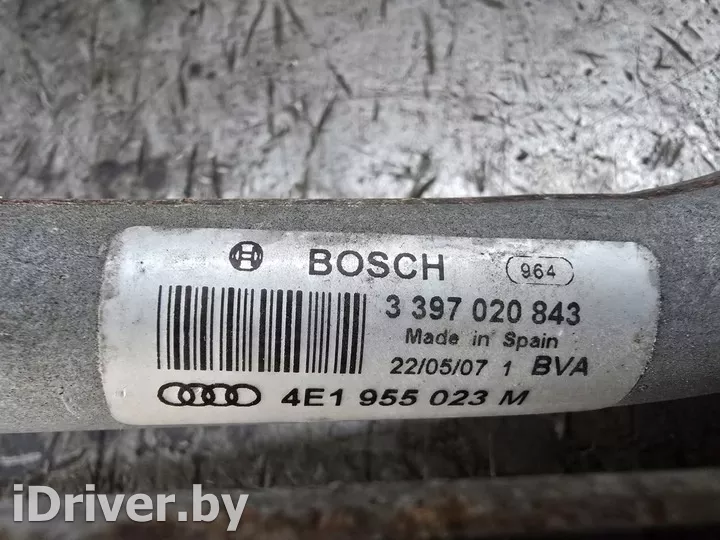 BOSCH 964
3 397 020 843
Made in Spain
22/05/07 1 BVA
4E1 955 023 M
iDriver.by